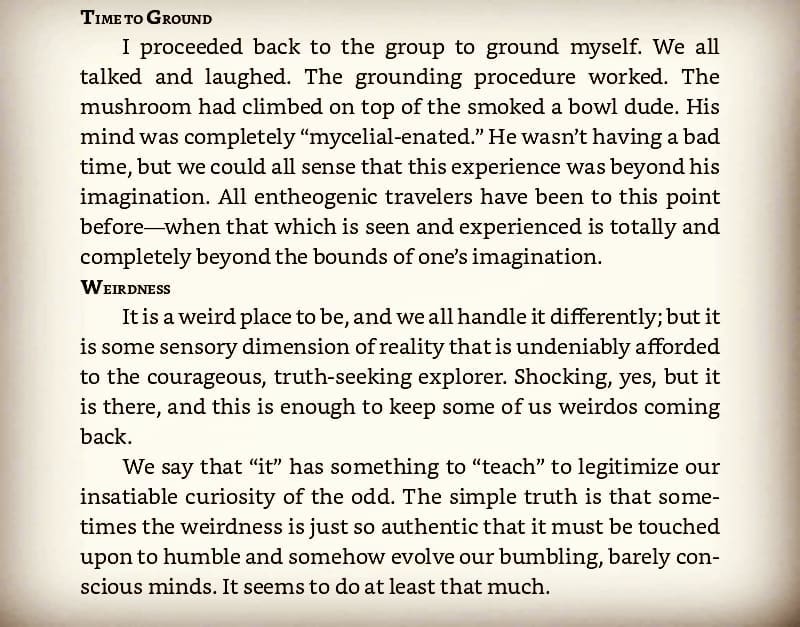 Time to Ground
I proceeded back to the group to ground myself. We all
talked and laughed. The grounding procedure worked. The
mushroom had climbed on top of the smoked a bowl dude. His
mind was completely “mycelial-enated.” He wasn’t having a bad
time, but we could all sense that this experience was beyond his
imagination. All entheogenic travelers have been to this point
before—when that which is seen and experienced is totally and
completely beyond the bounds of one’s imagination.
Weirdness
It is a weird place to be, and we all handle it differently; but it
is some sensory dimension of reality that is undeniably afforded
to the courageous, truth-seeking explorer. Shocking, yes, but it
is there, and this is enough to keep some of us weirdos coming
back.
We say that “it” has something to “teach” to legitimize our
insatiable curiosity of the odd. The simple truth is that some-
times the weirdness is just so authentic that it must be touched
upon to humble and somehow evolve our bumbling, barely con-
scious minds. It seems to do at least that much.